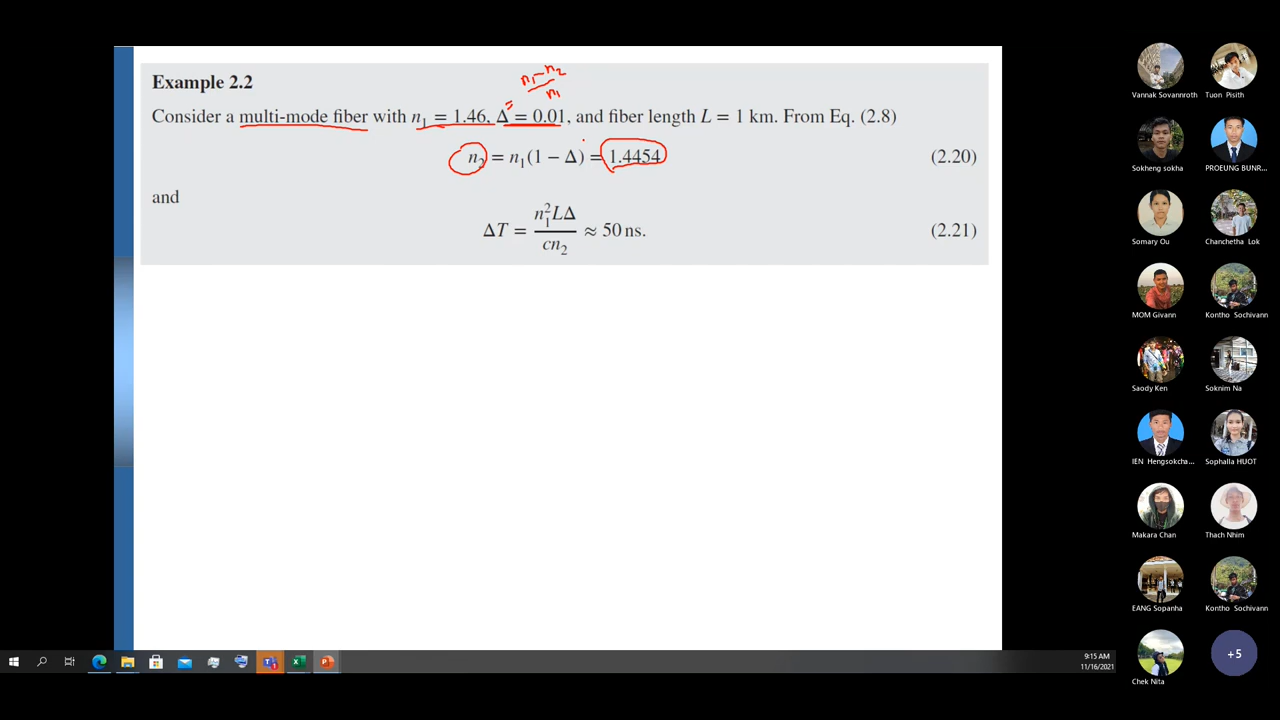 Example 2.2
n₁-n₂
n₁
=
Consider a multi-mode fiber with n₁ = 1.46, Δ = 0.01, and fiber length L = 1 km. From Eq. (2.8)
n₂ = n₁(1 − Δ) = 1.4454 (2.20)
and
ΔT = n₁²LΔ / cn₂ ≈ 50 ns. (2.21)
Vannak Sovannroth Tuon Pisith
Sokheng sokha PROEUNG BUNR...
Somary Ou Chanchetha Lok
MOM Givann Kontho Sochivann
Saody Ken Soknim Na
IEN Hengsokcha... Sophalla HUOT
Makara Chan Thach Nhim
EANG Sopanha Kontho Sochivann
Chek Nita +5
9:15 AM
11/16/2021